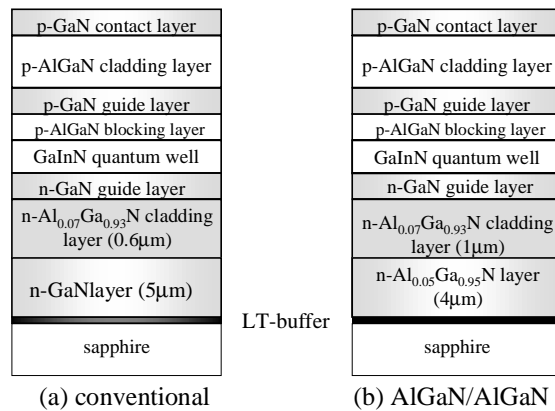 p-GaN contact layer
p-AlGaN cladding layer
p-GaN guide layer
p-AlGaN blocking layer
GaInN quantum well
n-GaN guide layer
n-Al0.07Ga0.93N cladding
layer (0.6μm)
n-GaNlayer (5μm)
sapphire
(a) conventional
LT-buffer
p-GaN contact layer
p-AlGaN cladding layer
p-GaN guide layer
p-AlGaN blocking layer
GaInN quantum well
n-GaN guide layer
n-Al0.07Ga0.93N cladding
layer (1μm)
n-Al0.05Ga0.95N layer
(4μm)
sapphire
(b) AlGaN/AlGaN